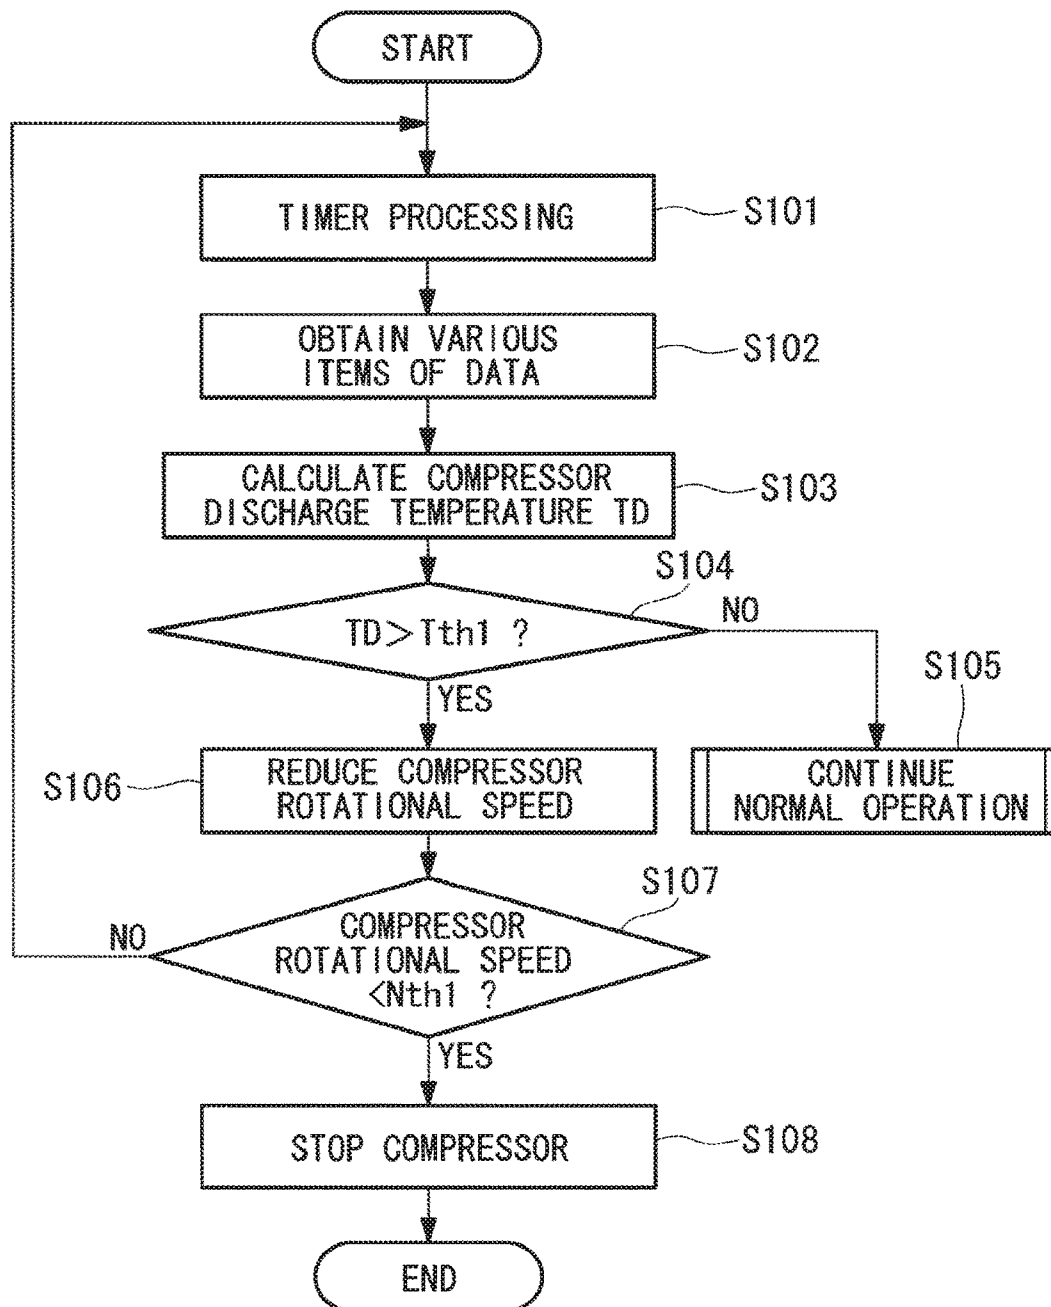 START
TIMER PROCESSING
S101
OBTAIN VARIOUS
ITEMS OF DATA
S102
CALCULATE COMPRESSOR
DISCHARGE TEMPERATURE TD
S103
S104
TD>Tth1 ?
NO
YES
S105
CONTINUE
NORMAL OPERATION
S106
REDUCE COMPRESSOR
ROTATIONAL SPEED
S107
COMPRESSOR
ROTATIONAL SPEED
<Nth1 ?
NO
YES
STOP COMPRESSOR
S108
END